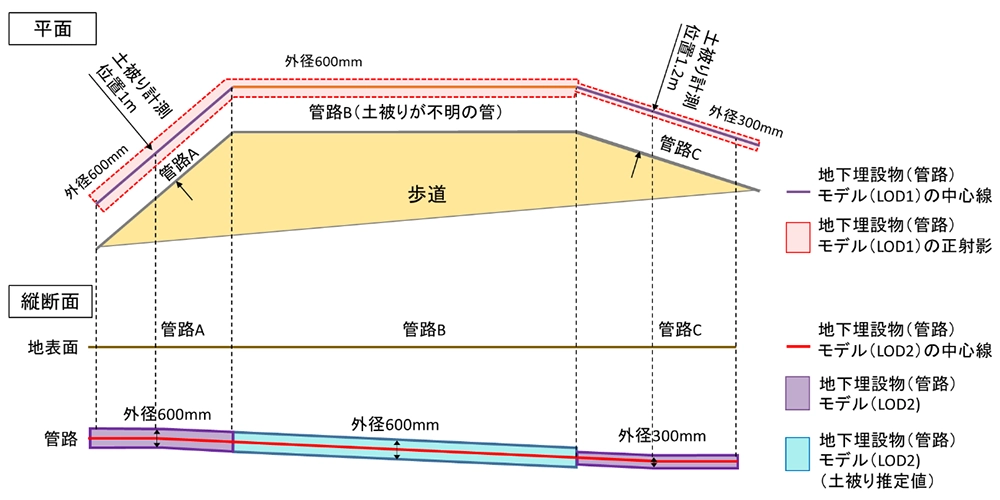 平面
土被り計測
位置1m
外径600mm
外径600mm
管路A
管路B(土被りが不明の管)
土被り計測
位置1.2m
外径300mm
管路C
歩道
地下埋設物(管路)
モデル(LOD1)の中心線
地下埋設物(管路)
モデル(LOD1)の正射影
縦断面
管路A
管路B
管路C
地表面
外径600mm
外径600mm
外径300mm
管路
地下埋設物(管路)
モデル(LOD2)の中心線
地下埋設物(管路)
モデル(LOD2)
地下埋設物(管路)
モデル(LOD2)
(土被り推定値)